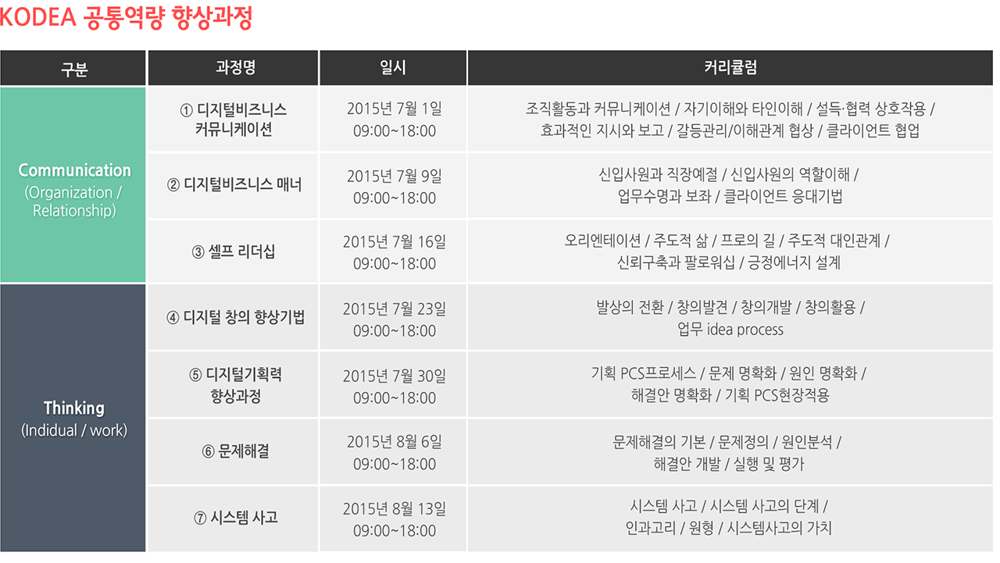 KODEA 공통역량 향상과정
구분
과정명
일시
커리큘럼
Communication
(Organization /
Relationship)
① 디지털비즈니스
커뮤니케이션
2015년 7월 1일
09:00~18:00
조직활동과 커뮤니케이션 / 자기이해와 타인이해 / 설득·협력 상호작용 /
효과적인 지시와 보고 / 갈등관리/이해관계 협상 / 클라이언트 협업
② 디지털비즈니스 매너
2015년 7월 9일
09:00~18:00
신입사원과 직장예절 / 신입사원의 역할이해 /
업무수명과 보좌 / 클라이언트 응대기법
③ 셀프 리더십
2015년 7월 16일
09:00~18:00
오리엔테이션 / 주도적 삶 / 프로의 길 / 주도적 대인관계 /
신뢰구축과 팔로워십 / 긍정에너지 설계
Thinking
(Indidual / work)
④ 디지털 창의 향상기법
2015년 7월 23일
09:00~18:00
발상의 전환 / 창의발견 / 창의개발 / 창의활용 /
업무 idea process
⑤ 디지털기획력
향상과정
2015년 7월 30일
09:00~18:00
기획 PCS프로세스 / 문제 명확화 / 원인 명확화 /
해결안 명확화 / 기획 PCS현장적용
⑥ 문제해결
2015년 8월 6일
09:00~18:00
문제해결의 기본 / 문제정의 / 원인분석 /
해결안 개발 / 실행 및 평가
⑦ 시스템 사고
2015년 8월 13일
09:00~18:00
시스템 사고 / 시스템 사고의 단계 /
인과고리 / 원형 / 시스템사고의 가치